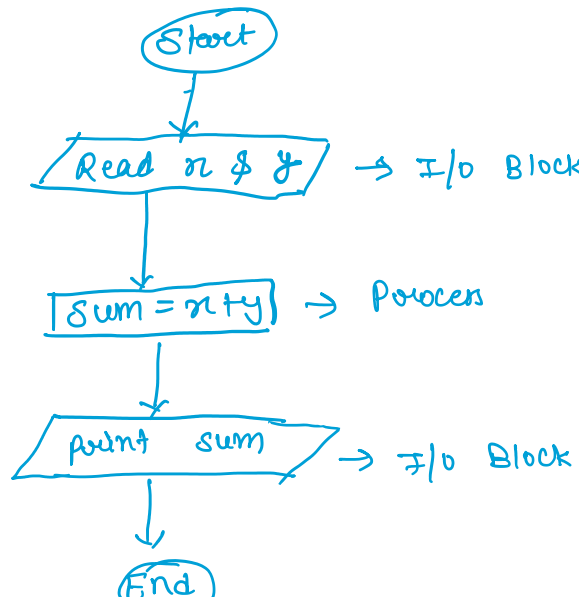 Start
Read x & y → I/O Block
Sum = x+y → Process
print sum → I/O Block
End